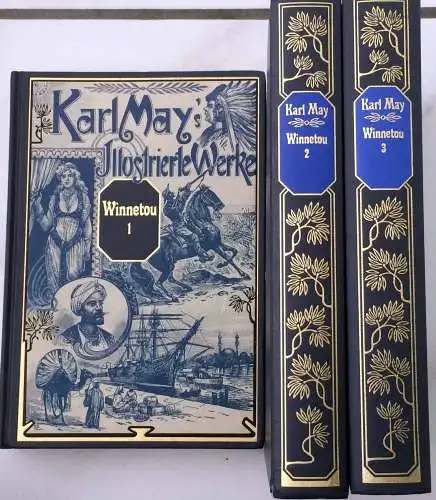 Karl May's
Illustrierte Werke
Winnetou
1
Karl May
Winnetou
2
Karl May
Winnetou
3